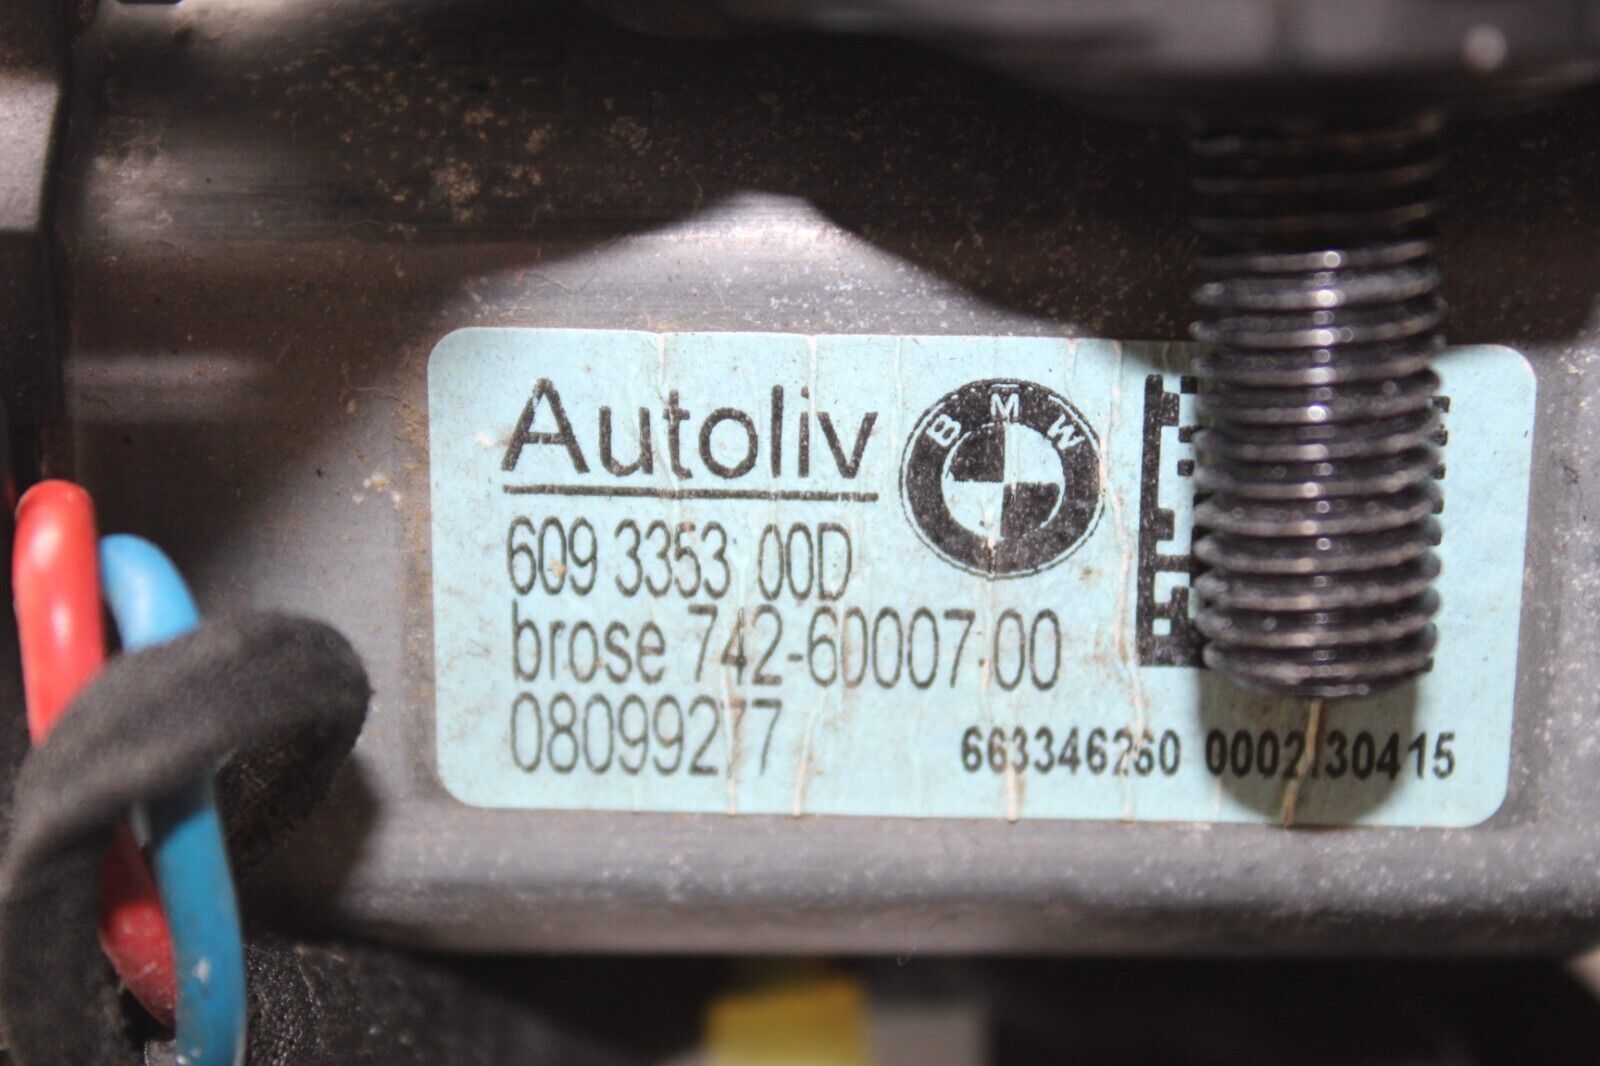 Autoliv
BMW
609 3353 00D
brose 742-60007.00
08099277
663346260 0002130415